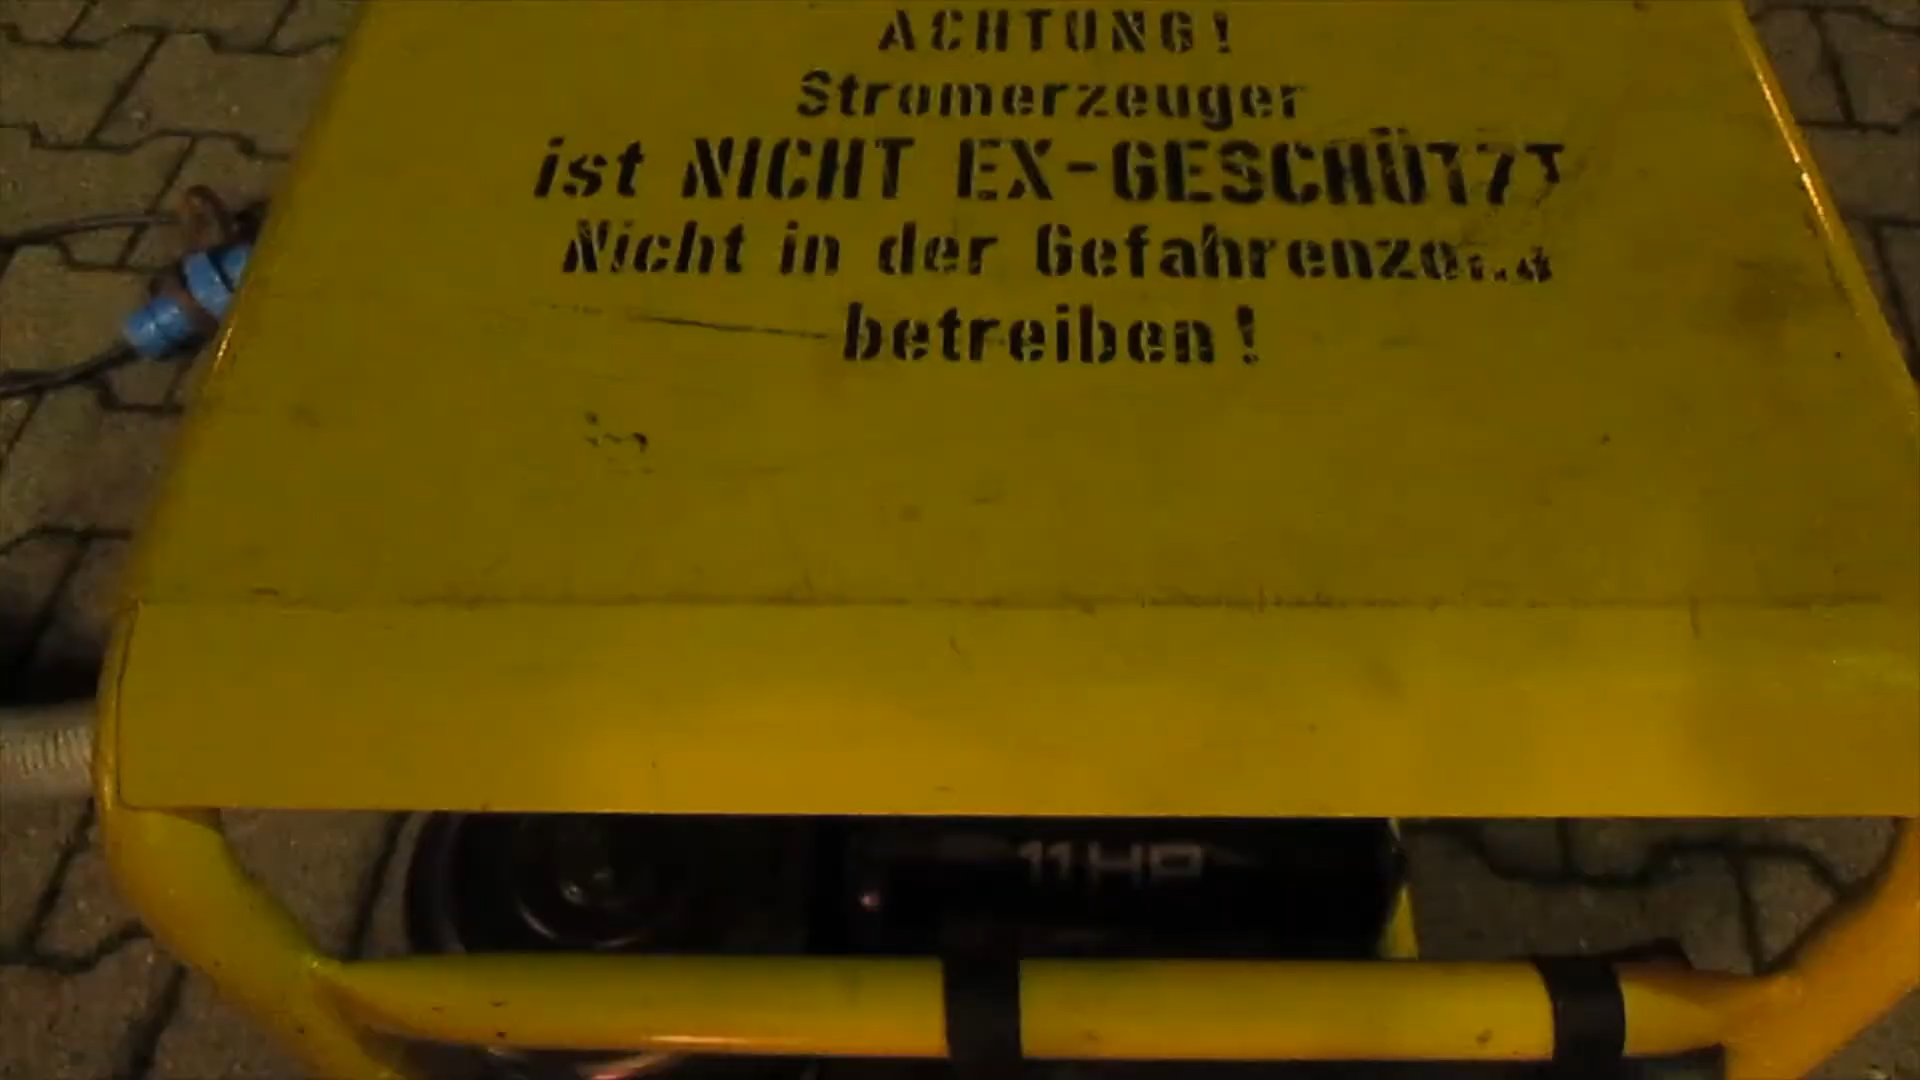 ACHTUNG!
Stromerzeuger
ist NICHT EX-GESCHÜTZT
Nicht in der Gefahrenzone
betreiben!
11HP